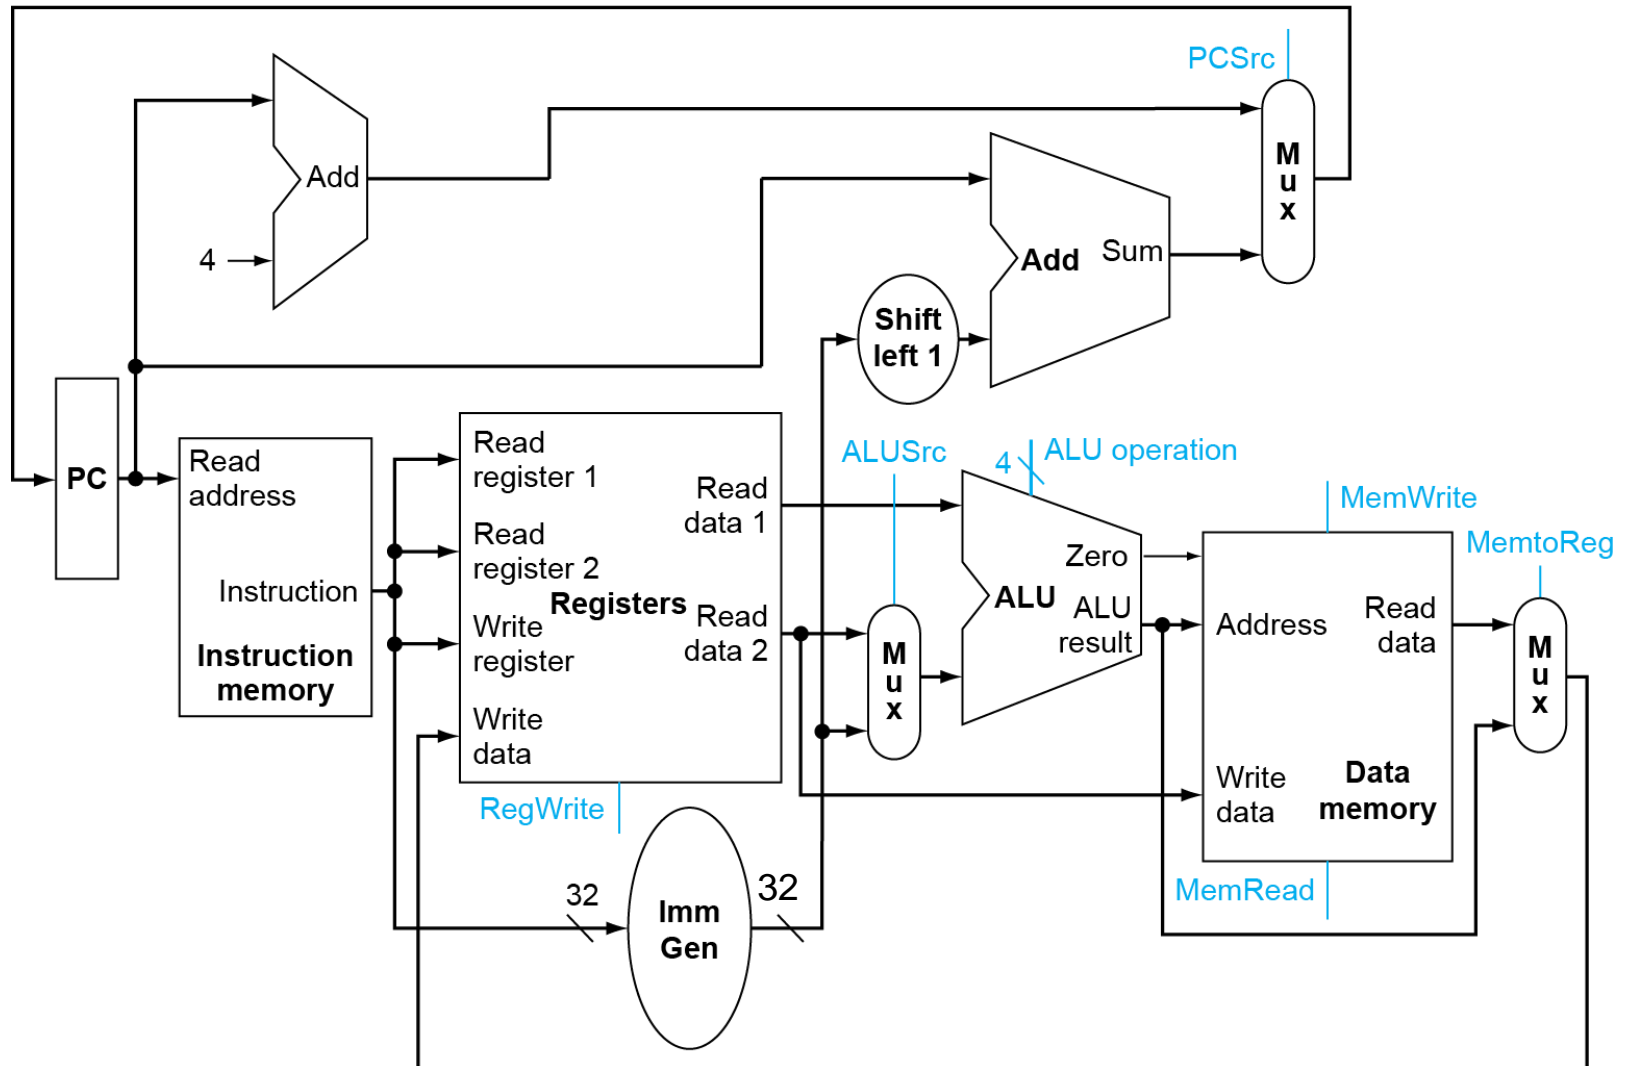 PCSrc
Add
4
M
u
x
Add
Sum
Shift
left 1
PC
Read
address
Instruction
Instruction
memory
Read
register 1
Read
register 2
Registers
Write
register
Write
data
Read
data 1
Read
data 2
RegWrite
ALUSrc
M
u
x
4
ALU operation
Zero
ALU
ALU
result
MemWrite
MemtoReg
Address
Read
data
Write
data
Data
memory
MemRead
M
u
x
32
Imm
Gen
32